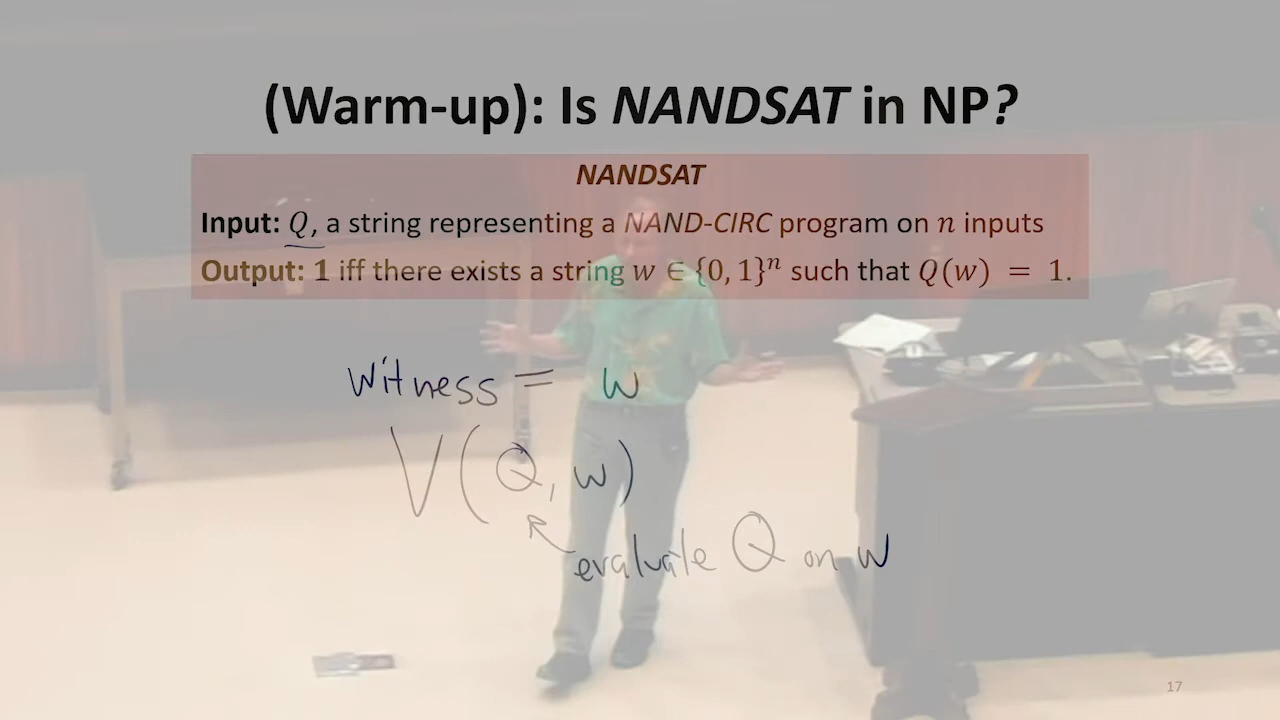 (Warm-up): Is NANDSAT in NP?
NANDSAT
Input: Q, a string representing a NAND-CIRC program on n inputs
Output: 1 iff there exists a string w ∈ {0, 1}ⁿ such that Q(w) = 1.
Witness = w
V(Q, w)
evaluate Q on w
17